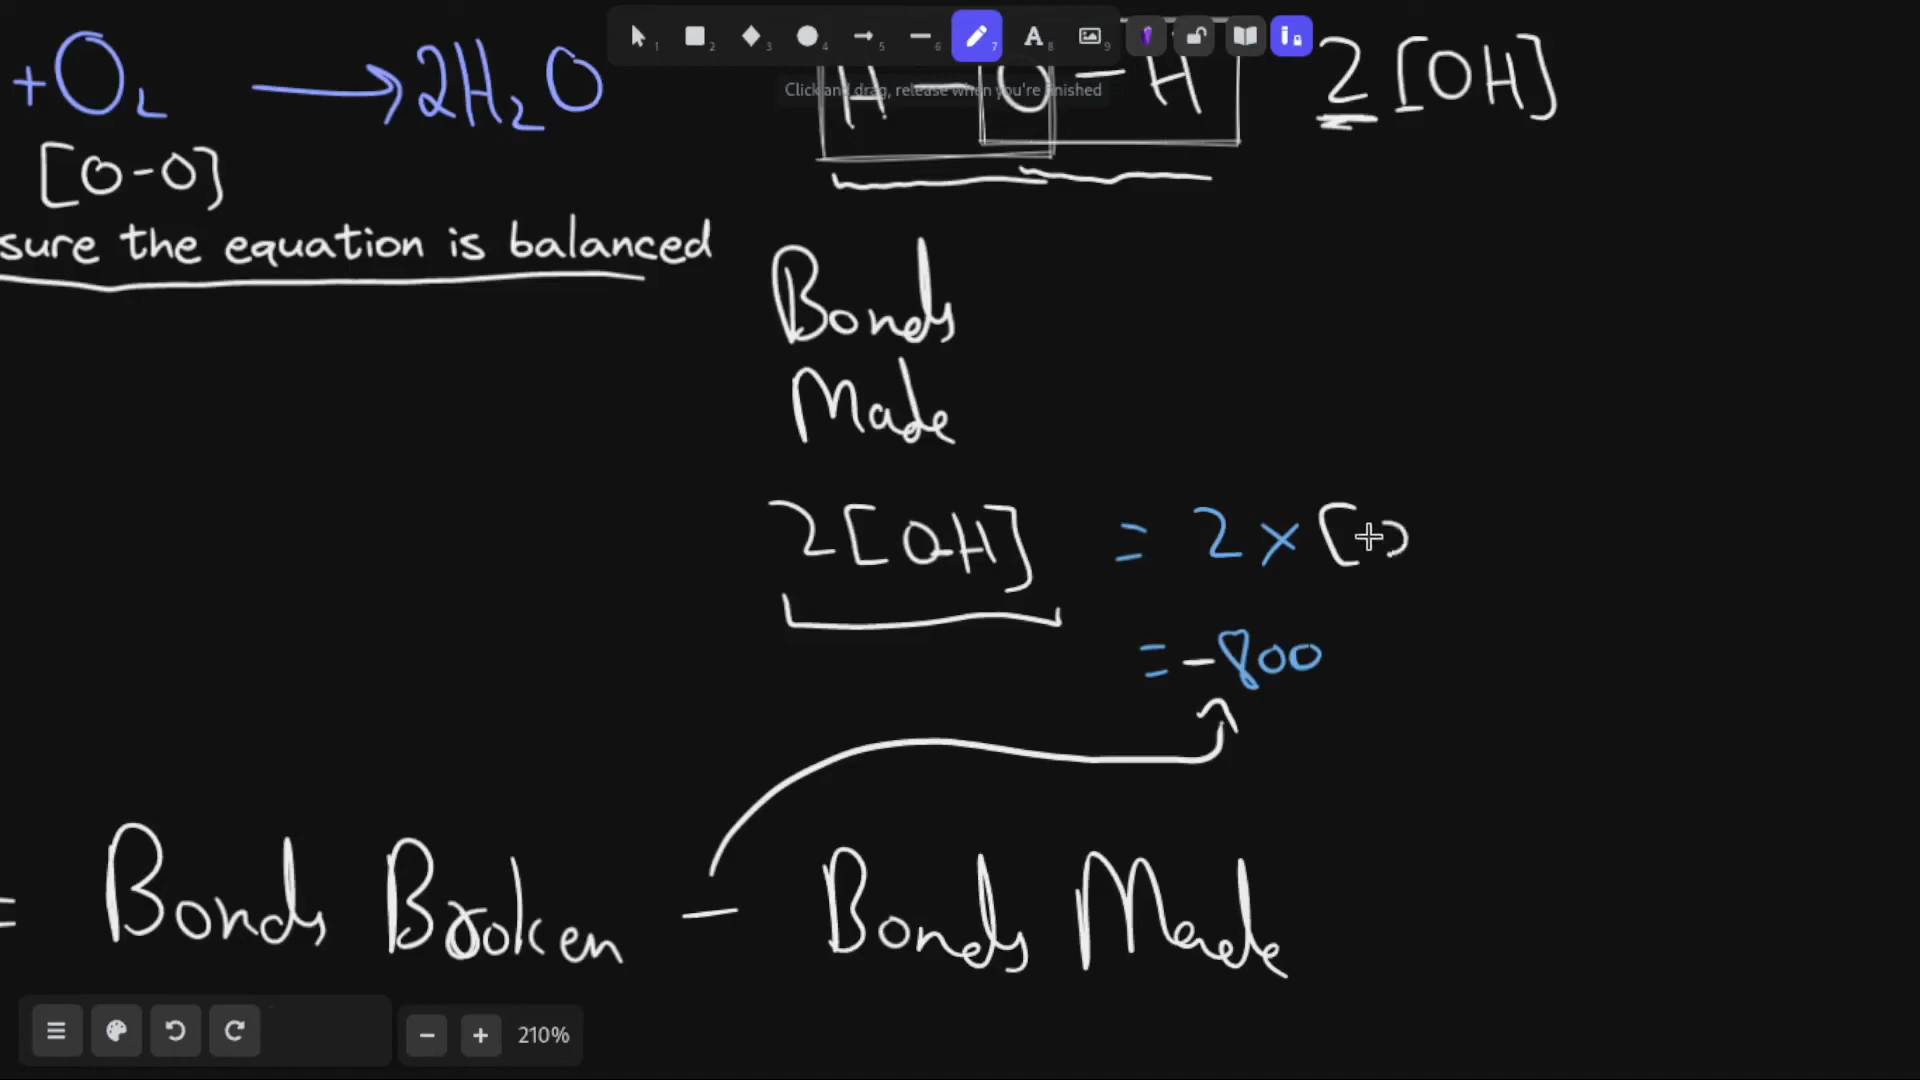 +O₂ → 2H₂O
H-O-H 2[OH]
Click and drag, release when you're finished
[O-O]
sure the equation is balanced
Bonds
Made
2[OH] = 2 × [
= -800
= Bonds Broken - Bonds Made
210%